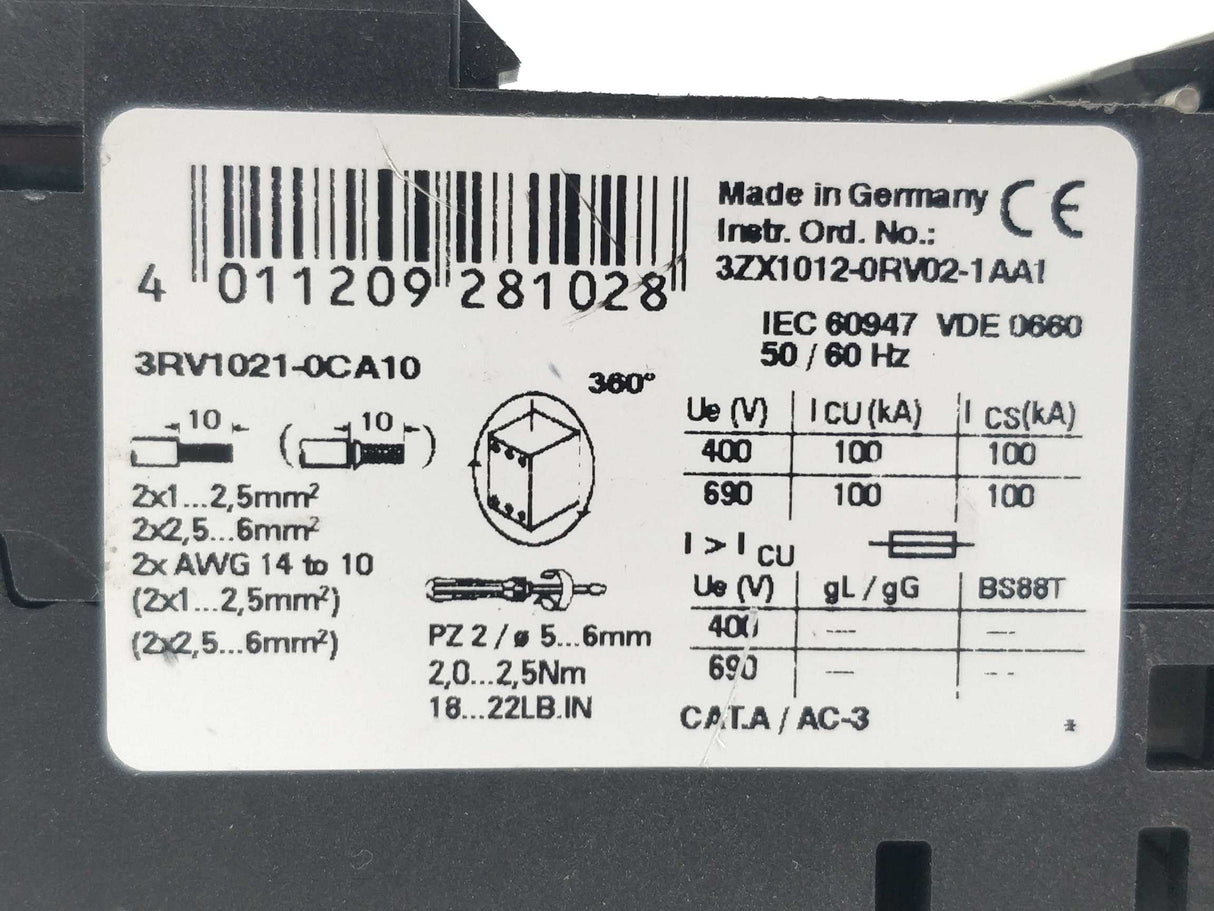 4 011209 281028
Made in Germany CE
Instr. Ord. No.:
3ZX1012-0RV02-1AA1
IEC 60947 VDE 0660
50 / 60 Hz
3RV1021-0CA10
10 (10)
2x1...2,5mm²
2x2,5...6mm²
2x AWG 14 to 10
(2x1...2,5mm²)
(2x2,5...6mm²)
360°
PZ 2 / ø 5...6mm
2,0...2,5Nm
18...22LB.IN
Ue (V) | I CU (kA) | I CS(kA)
400 100 100
690 100 100
I > I CU
Ue (V) gL / gG BS88T
400 --- ---
690 --- ---
CAT.A / AC-3 *